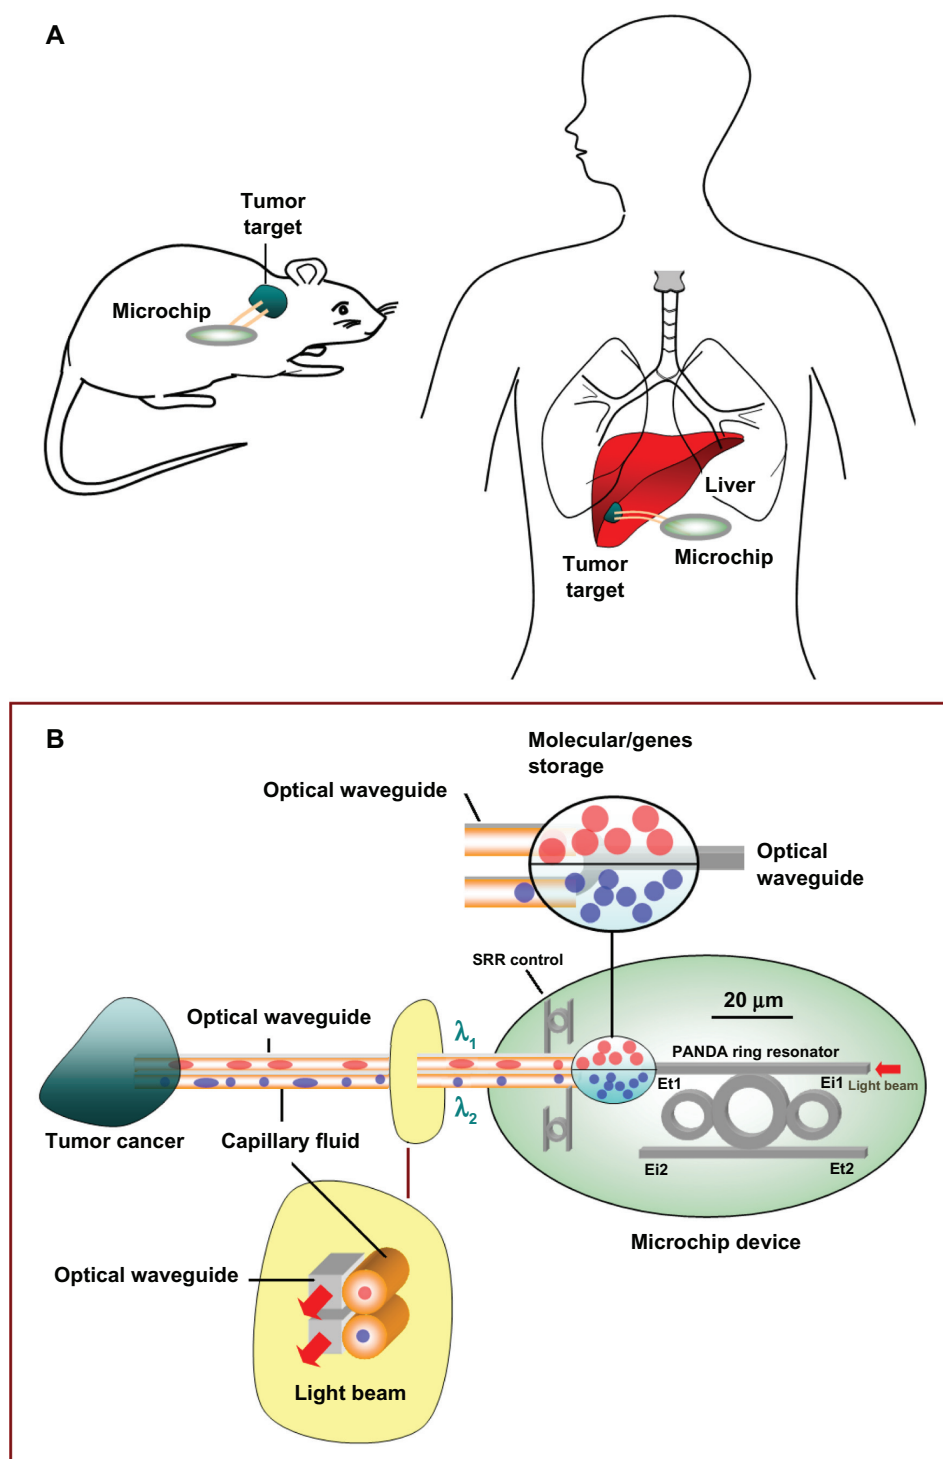 A
Tumor
target
Microchip
Liver
Microchip
Tumor
target
B
Molecular/genes
storage
Optical waveguide
Optical
waveguide
SRR control
20 μm
Optical waveguide
λ1
PANDA ring resonator
Et1
Ei1
Light beam
λ2
Tumor cancer
Capillary fluid
Ei2
Et2
Microchip device
Optical waveguide
Light beam